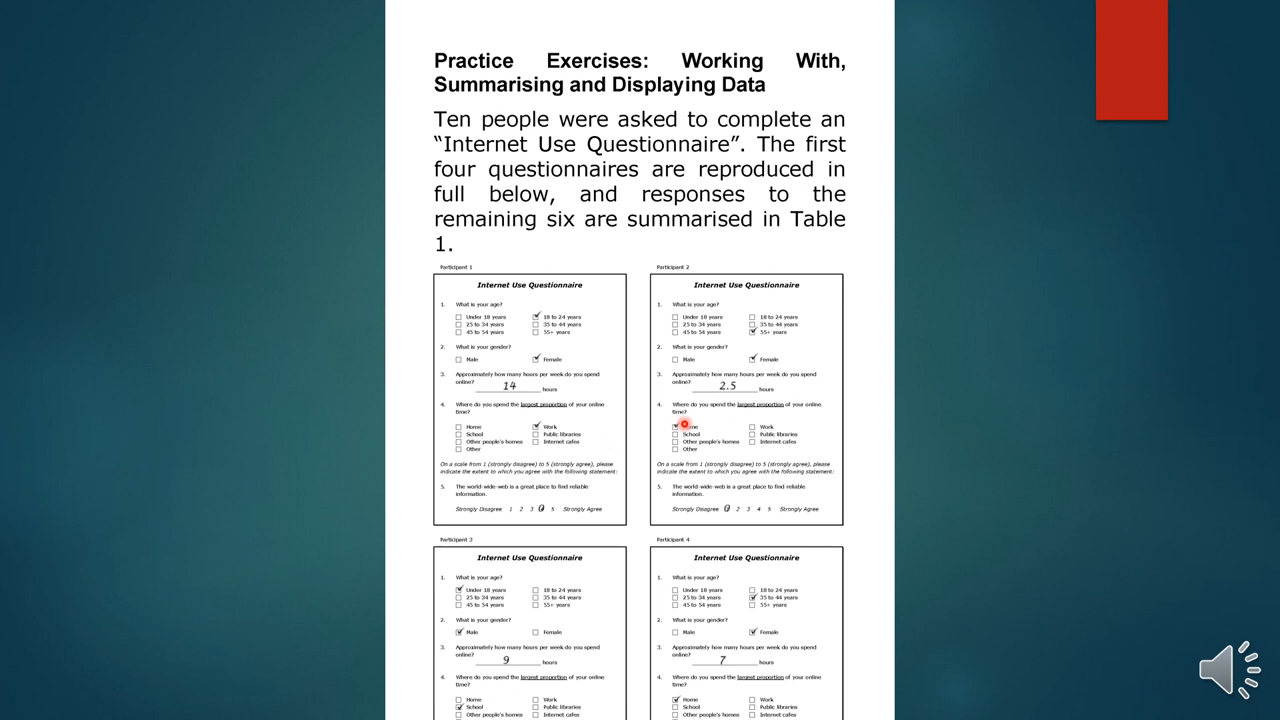 Practice Exercises: Working With,
Summarising and Displaying Data
Ten people were asked to complete an
“Internet Use Questionnaire”. The first
four questionnaires are reproduced in
full below, and responses to the
remaining six are summarised in Table
1.
Participant 1
Internet Use Questionnaire
1. What is your age?
Under 18 years 18 to 24 years
25 to 34 years 35 to 44 years
45 to 54 years 55+ years
2. What is your gender?
Male Female
3. Approximately how many hours per week do you spend
online? 14 hours
4. Where do you spend the largest proportion of your online
time?
Home Work
School Public libraries
Other people's homes Internet cafes
Other
On a scale from 1 (strongly disagree) to 5 (strongly agree), please
indicate the extent to which you agree with the following statement:
5. The world-wide-web is a great place to find reliable
information.
Strongly Disagree 1 2 3 5 Strongly Agree
Participant 2
Internet Use Questionnaire
1. What is your age?
Under 18 years 18 to 24 years
25 to 34 years 35 to 44 years
45 to 54 years 55+ years
2. What is your gender?
Male Female
3. Approximately how many hours per week do you spend
online? 2.5 hours
4. Where do you spend the largest proportion of your online
time?
Work
School Public libraries
Other people's homes Internet cafes
Other
On a scale from 1 (strongly disagree) to 5 (strongly agree), please
indicate the extent to which you agree with the following statement:
5. The world-wide-web is a great place to find reliable
information.
Strongly Disagree 2 3 4 5 Strongly Agree
Participant 3
Internet Use Questionnaire
1. What is your age?
Under 18 years 18 to 24 years
25 to 34 years 35 to 44 years
45 to 54 years 55+ years
2. What is your gender?
Male Female
3. Approximately how many hours per week do you spend
online? 9 hours
4. Where do you spend the largest proportion of your online
time?
Home Work
School Public libraries
Other people's homes Internet cafes
Participant 4
Internet Use Questionnaire
1. What is your age?
Under 18 years 18 to 24 years
25 to 34 years 35 to 44 years
45 to 54 years 55+ years
2. What is your gender?
Male Female
3. Approximately how many hours per week do you spend
online? 7 hours
4. Where do you spend the largest proportion of your online
time?
Home Work
School Public libraries
Other people's homes Internet cafes